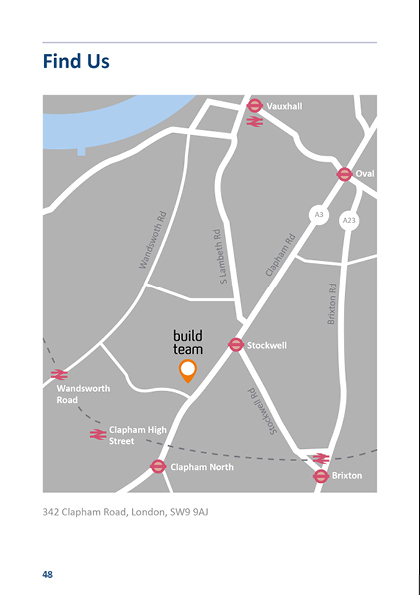 Find Us
Vauxhall
Oval
A3
A23
Wandsworth Rd
S Lambeth Rd
Clapham Rd
Brixton Rd
build
team
Stockwell
Wandsworth
Road
Stockwell Rd
Clapham High
Street
Clapham North
Brixton
342 Clapham Road, London, SW9 9AJ
48